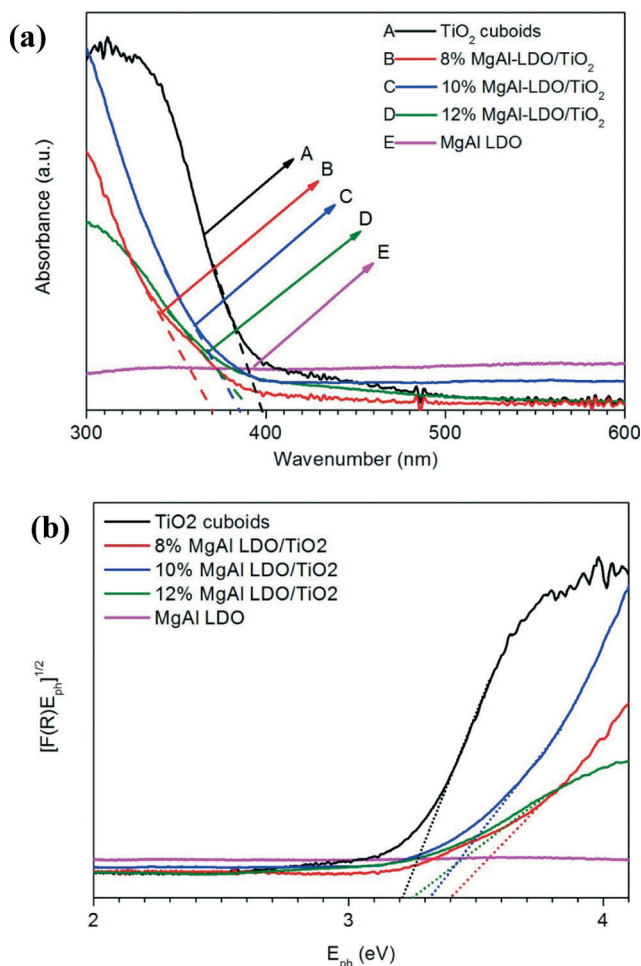 (a)
A TiO2 cuboids
B 8% MgAl-LDO/TiO2
C 10% MgAl-LDO/TiO2
D 12% MgAl-LDO/TiO2
E MgAl LDO
A
B
C
D
E
Absorbance (a.u.)
300 400 500 600
Wavenumber (nm)
(b)
TiO2 cuboids
8% MgAl LDO/TiO2
10% MgAl LDO/TiO2
12% MgAl LDO/TiO2
MgAl LDO
[F(R)Eph]1/2
2 3 4
Eph (eV)